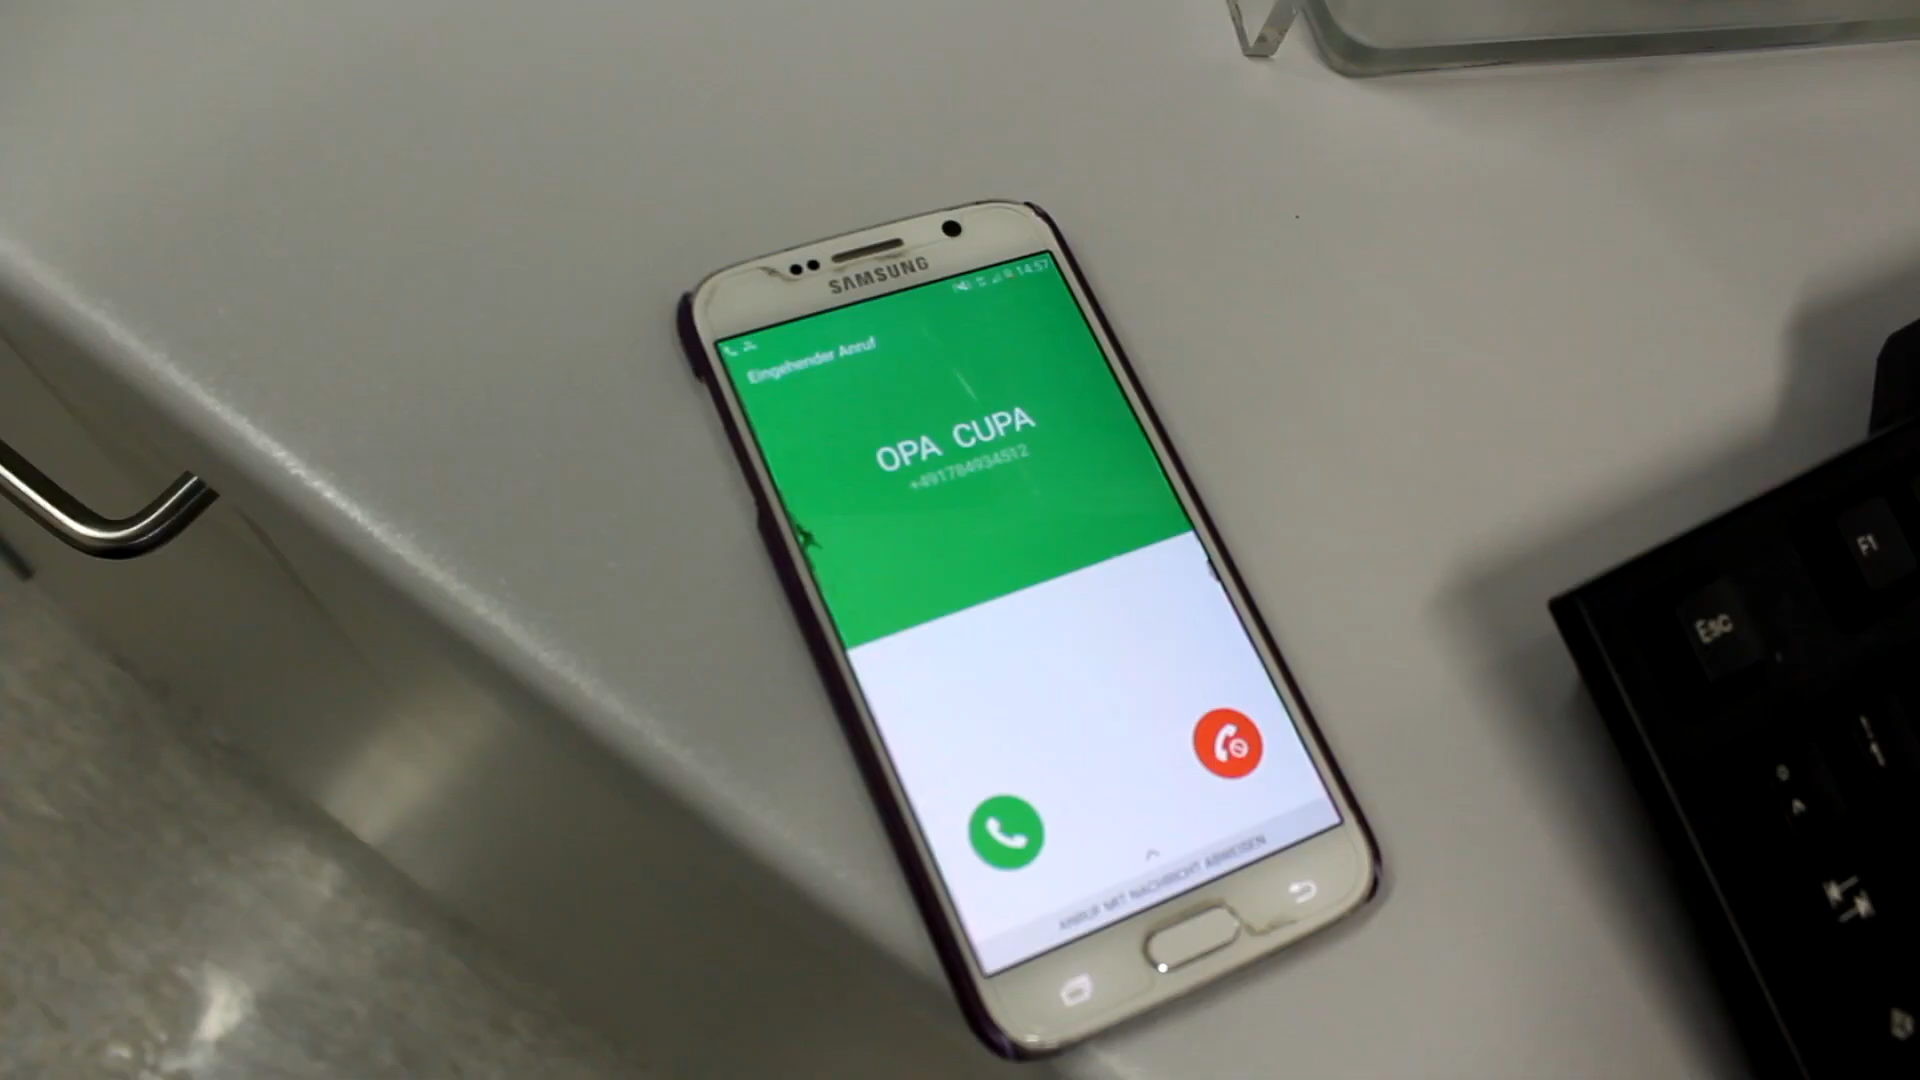 SAMSUNG
14:57
Eingehender Anruf
OPA CUPA
+491784934512
ANRUF MIT NACHRICHT ABWEISEN
F1
Esc